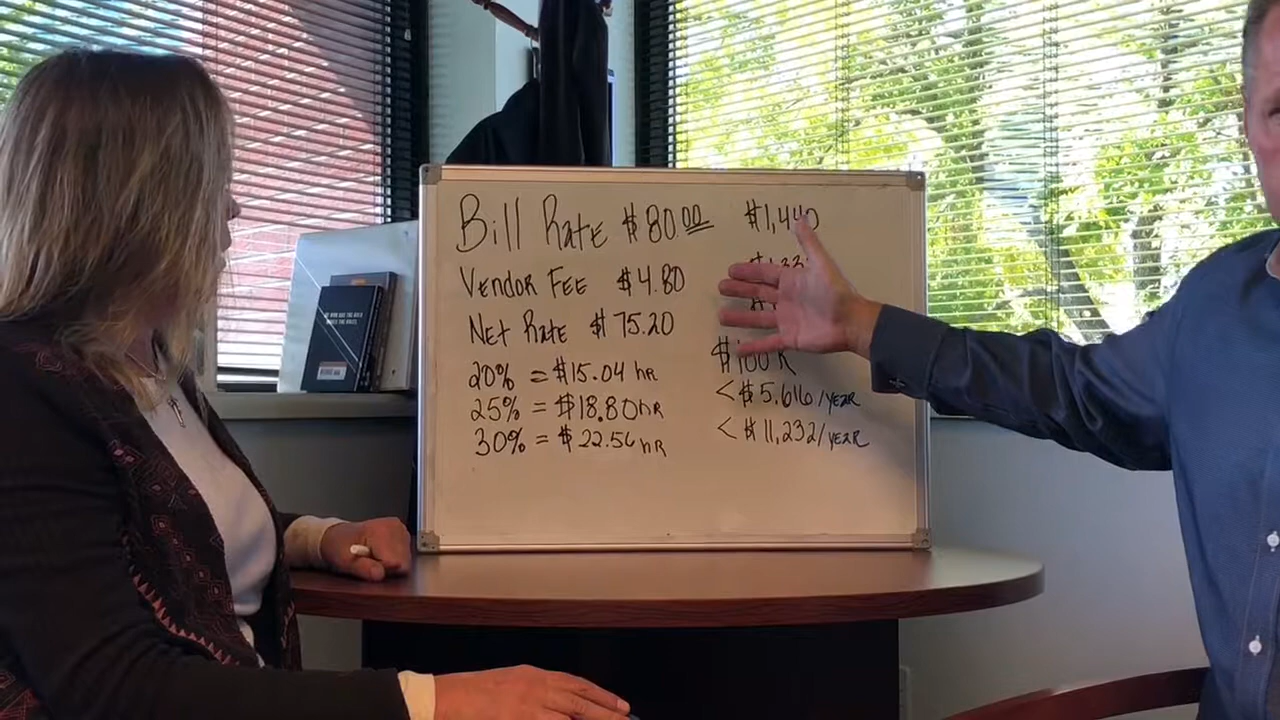 Bill Rate $80.00 $1,440
Vendor Fee $4.80
Net Rate $75.20
20% = $15.04 hr $100K
25% = $18.80 hr < $5,616/year
30% = $22.56 hr < $11,232/year